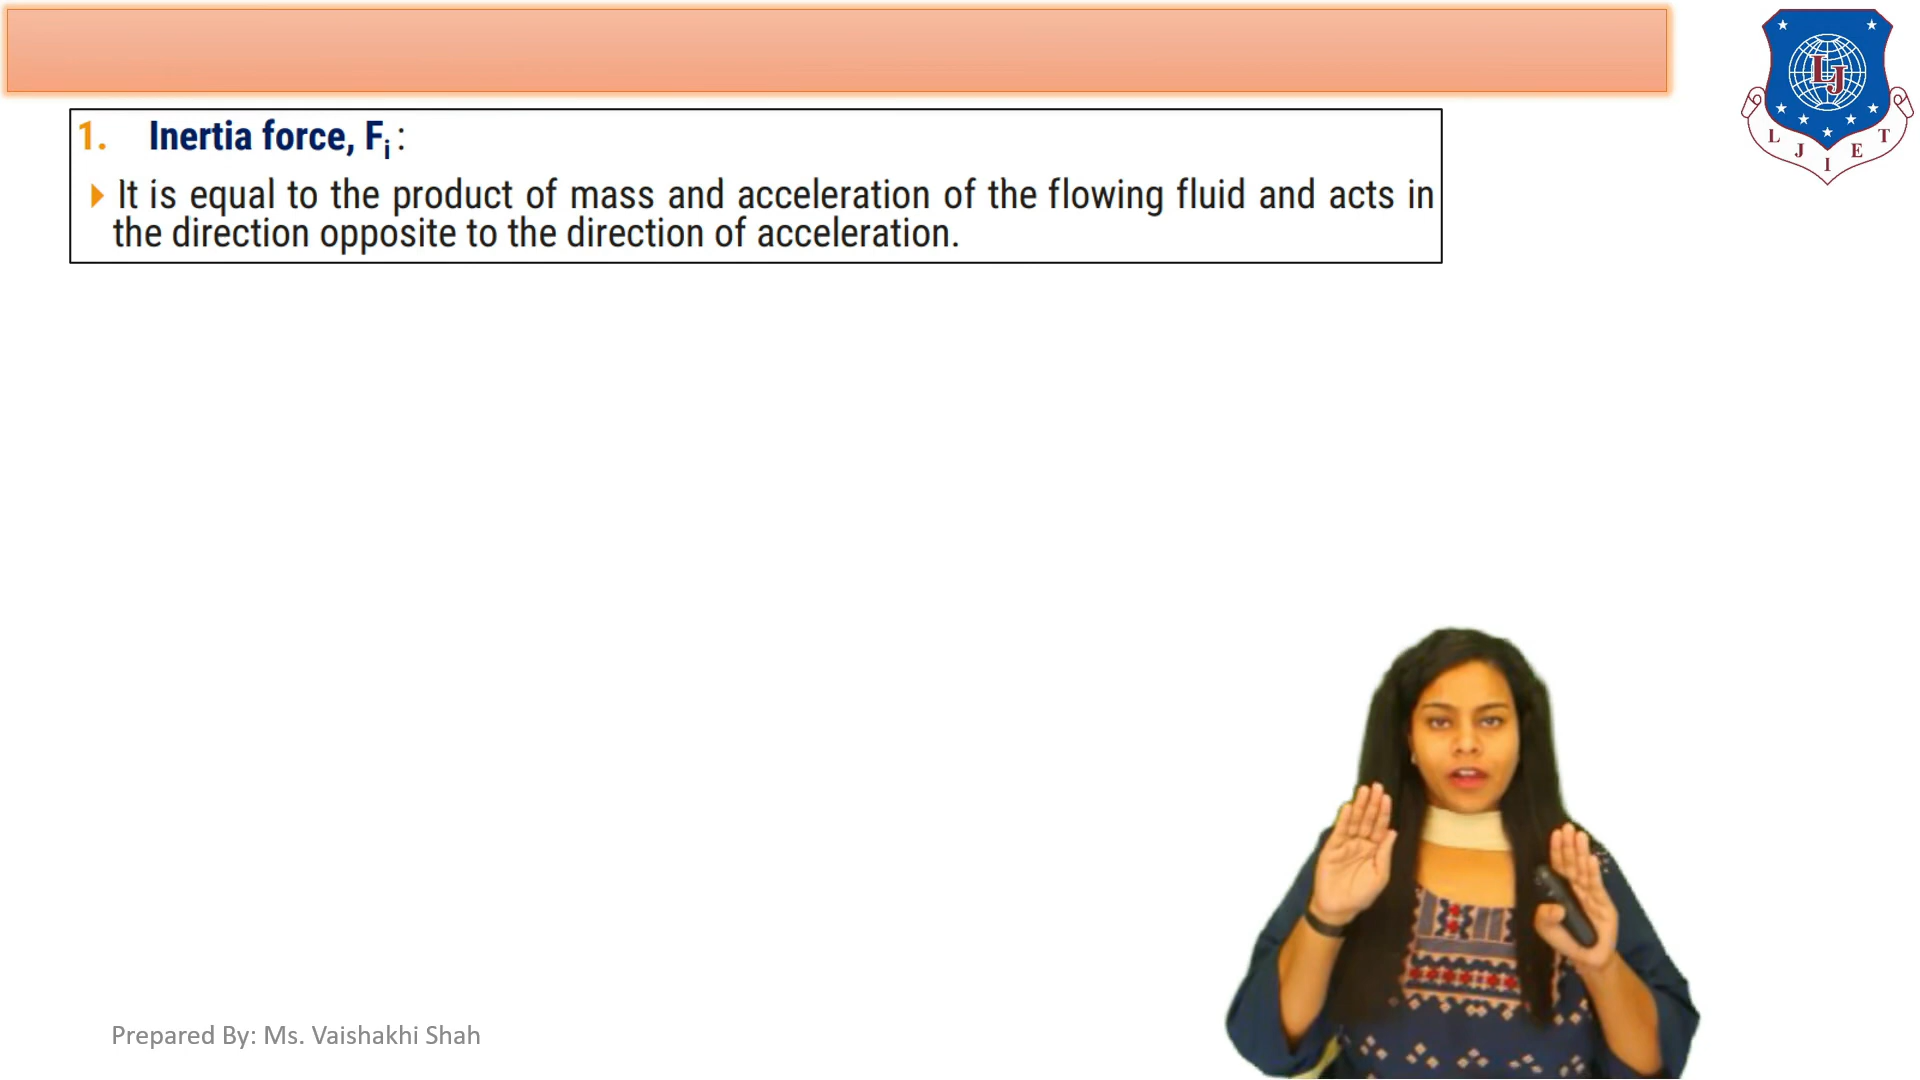 1. Inertia force, Fi :
It is equal to the product of mass and acceleration of the flowing fluid and acts in
the direction opposite to the direction of acceleration.
LJ
L J I E T
Prepared By: Ms. Vaishakhi Shah